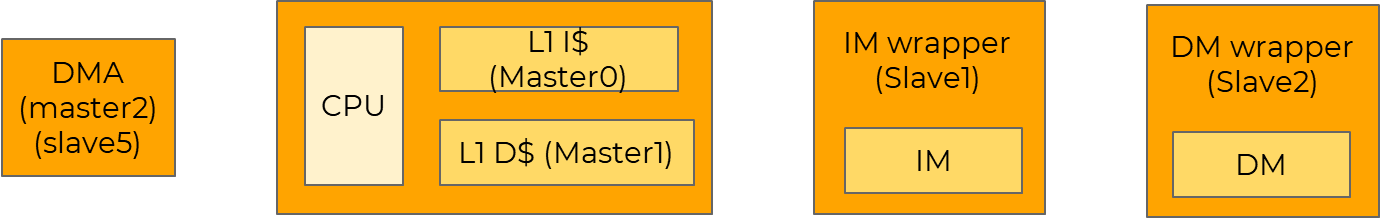 DMA
(master2)
(slave5)
CPU
L1 I$
(Master0)
L1 D$ (Master1)
IM wrapper
(Slave1)
IM
DM wrapper
(Slave2)
DM